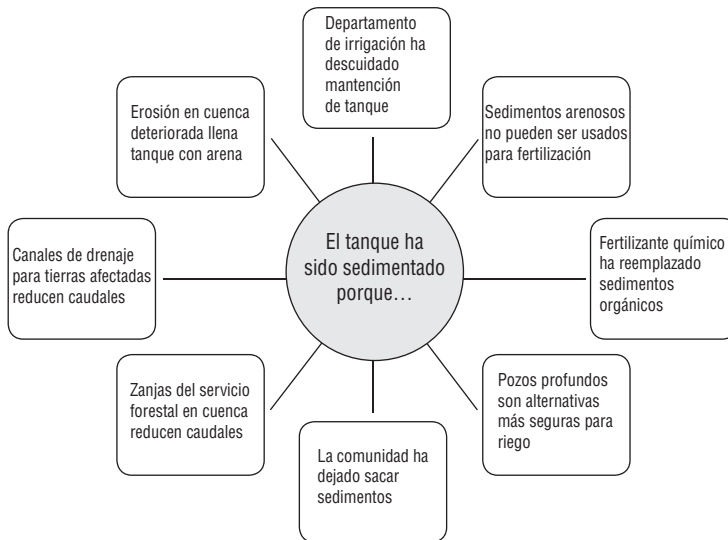 Departamento
de irrigación ha
descuidado
mantención
de tanque
Erosión en cuenca
deteriorada llena
tanque con arena
Sedimentos arenosos
no pueden ser usados
para fertilización
Canales de drenaje
para tierras afectadas
reducen caudales
El tanque ha
sido sedimentado
porque…
Fertilizante químico
ha reemplazado
sedimentos
orgánicos
Zanjas del servicio
forestal en cuenca
reducen caudales
Pozos profundos
son alternativas
más seguras para
riego
La comunidad ha
dejado sacar
sedimentos